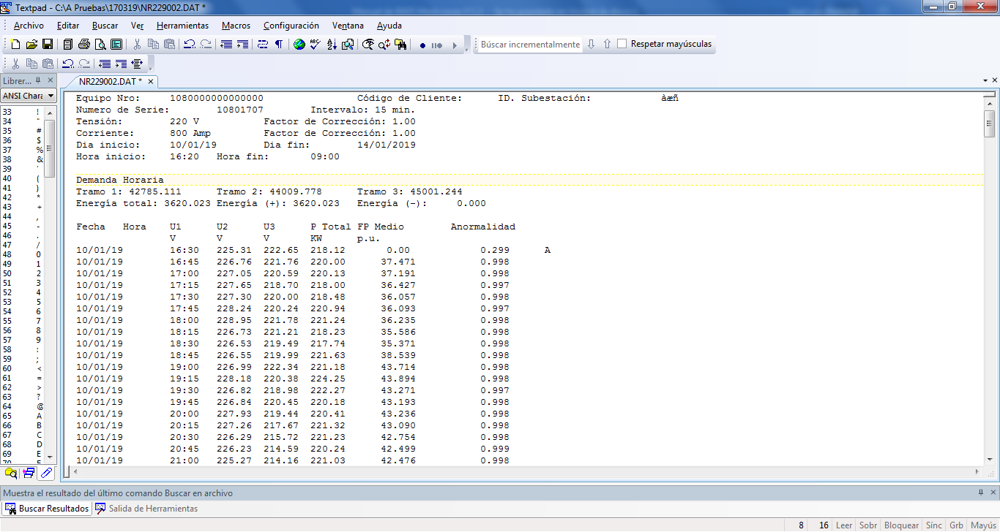 Textpad - C:\A Pruebas\170319\NR229002.DAT *
Archivo Editar Buscar Ver Herramientas Macros Configuración Ventana Ayuda
Búscar incrementalmente Respetar mayúsculas
Librer... NR229002.DAT *
ANSI Chara
33 !
34 "
35 #
36 $
37 %
38 &
39 '
40 (
41 )
42 *
43 +
44 ,
45 -
46 .
47 /
48 0
49 1
50 2
51 3
52 4
53 5
54 6
55 7
56 8
57 9
58 :
59 ;
60 <
61 =
62 >
63 ?
64 @
65 A
66 B
67 C
68 D
69 E
70 F
Equipo Nro: 1080000000000000 Código de Cliente: ID. Subestación: àæñ
Numero de Serie: 10801707 Intervalo: 15 min.
Tensión: 220 V Factor de Corrección: 1.00
Corriente: 800 Amp Factor de Corrección: 1.00
Dia inicio: 10/01/19 Dia fin: 14/01/2019
Hora inicio: 16:20 Hora fin: 09:00
Demanda Horaria
Tramo 1: 42785.111 Tramo 2: 44009.778 Tramo 3: 45001.244
Energía total: 3620.023 Energía (+): 3620.023 Energía (-): 0.000
Fecha Hora U1 U2 U3 P Total FP Medio Anormalidad
V V V KW p.u.
10/01/19 16:30 225.31 222.65 218.12 0.00 0.299 A
10/01/19 16:45 226.76 221.76 220.00 37.471 0.998
10/01/19 17:00 227.05 220.59 220.13 37.191 0.998
10/01/19 17:15 227.65 218.70 218.00 36.427 0.997
10/01/19 17:30 227.30 220.00 218.48 36.057 0.998
10/01/19 17:45 228.24 220.24 220.94 36.093 0.997
10/01/19 18:00 228.95 221.78 221.24 36.235 0.998
10/01/19 18:15 226.73 221.21 218.23 35.586 0.998
10/01/19 18:30 226.53 219.49 217.74 35.371 0.998
10/01/19 18:45 226.55 219.99 221.63 38.539 0.998
10/01/19 19:00 226.99 222.34 221.18 43.714 0.998
10/01/19 19:15 228.18 220.38 224.25 43.894 0.998
10/01/19 19:30 226.82 218.98 222.27 43.271 0.997
10/01/19 19:45 226.84 220.45 220.18 43.193 0.998
10/01/19 20:00 227.93 219.44 220.41 43.236 0.998
10/01/19 20:15 227.26 217.67 221.32 43.090 0.998
10/01/19 20:30 226.29 215.72 221.23 42.754 0.998
10/01/19 20:45 226.23 214.59 220.24 42.499 0.999
10/01/19 21:00 225.27 214.16 221.03 42.476 0.998
Muestra el resultado del último comando Buscar en archivo
Buscar Resultados Salida de Herramientas
8 16 Leer Sobr Bloquear Sínc Grb Mayús